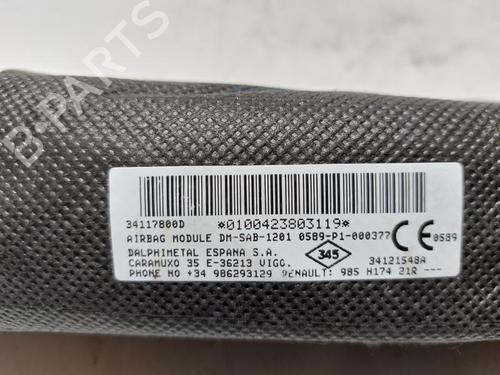 B-PARTS
34117800D *0100423803119*
AIRBAG MODULE DM-SAB-1201 0589-P1-000377 CE 0589
DALPHIMETAL ESPANA S.A. 345
CARAMUXO 35 E-36213 VIGO. 34121548A
PHONE NO +34 986293129 RENAULT: 985 H174 21R ---